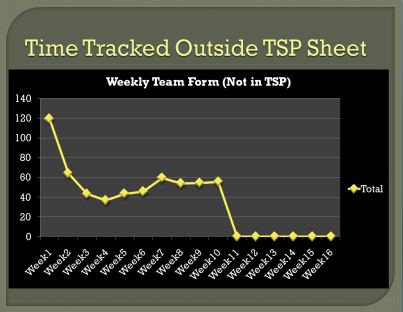 Time Tracked Outside TSP Sheet
Weekly Team Form (Not in TSP)
140
120
100
80
60
40
20
0
Total
Week1
Week2
Week3
Week4
Week5
Week6
Week7
Week8
Week9
Week10
Week11
Week12
Week13
Week14
Week15
Week16